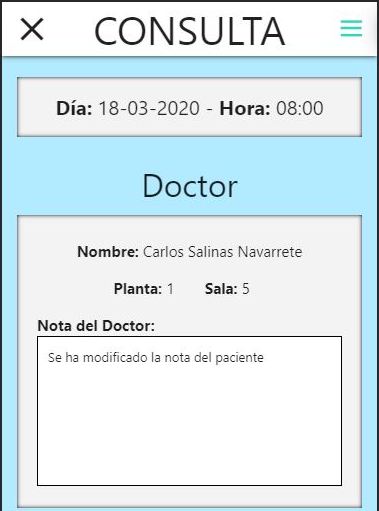 CONSULTA
Día: 18-03-2020 - Hora: 08:00
Doctor
Nombre: Carlos Salinas Navarrete
Planta: 1 Sala: 5
Nota del Doctor:
Se ha modificado la nota del paciente